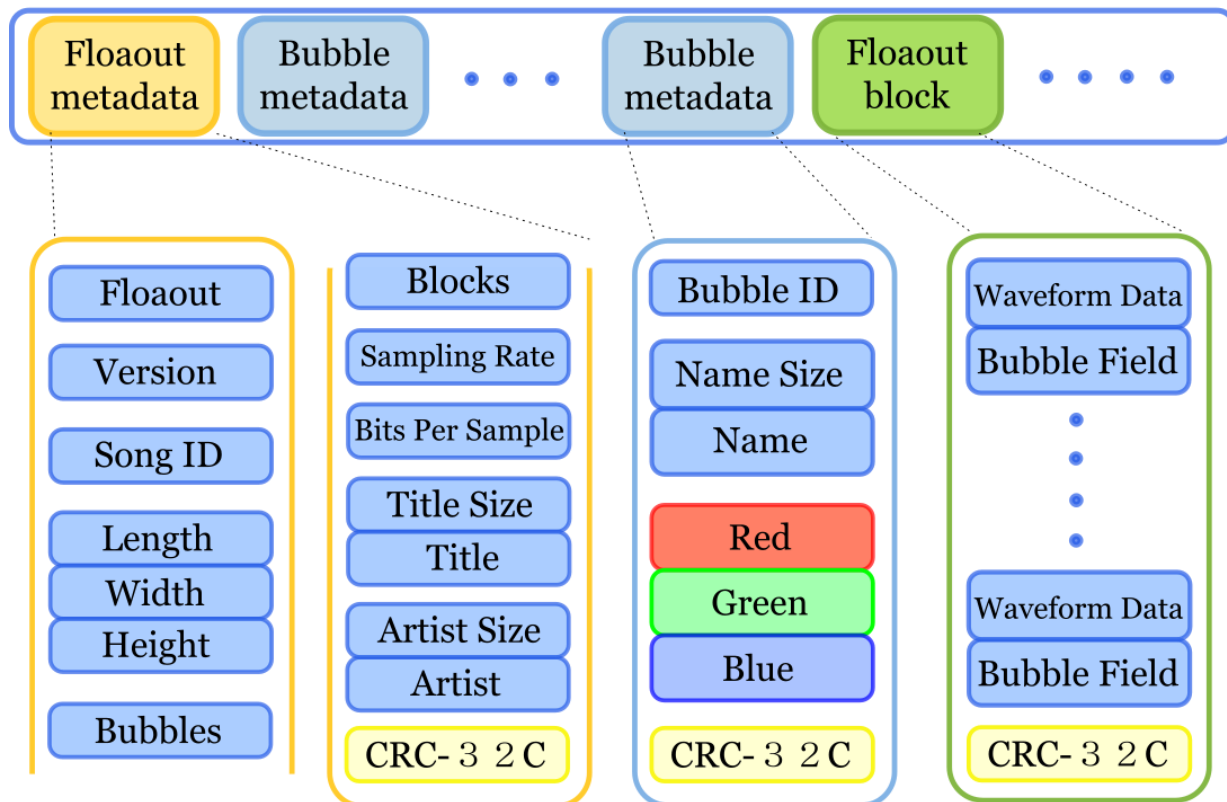 Floaout
metadata
Bubble
metadata
Bubble
metadata
Floaout
block
Floaout
Version
Song ID
Length
Width
Height
Bubbles
Blocks
Sampling Rate
Bits Per Sample
Title Size
Title
Artist Size
Artist
CRC-３２C
Bubble ID
Name Size
Name
Red
Green
Blue
CRC-３２C
Waveform Data
Bubble Field
Waveform Data
Bubble Field
CRC-３２C